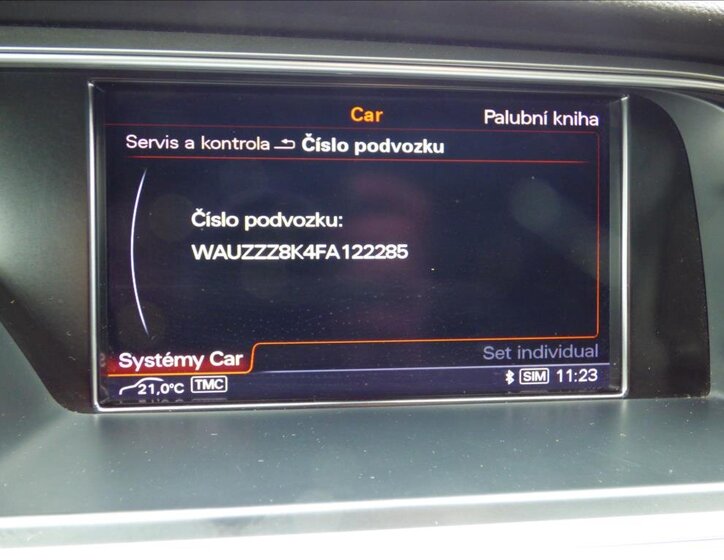 Car
Palubní kniha
Servis a kontrola Číslo podvozku
Číslo podvozku:
WAUZZZ8K4FA122285
Systémy Car
Set individual
21,0°C TMC
SIM 11:23